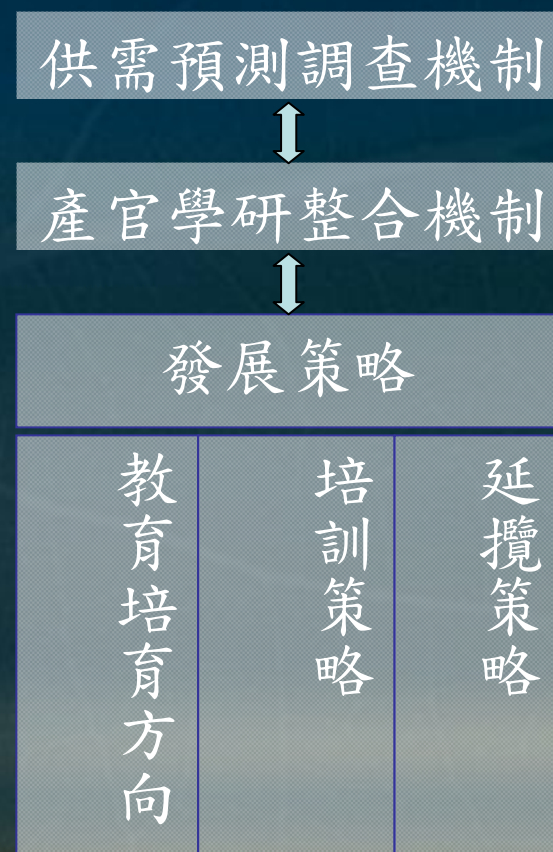 供需預測調查機制
產官學研整合機制
發展策略
教育培育方向
培訓策略
延攬策略